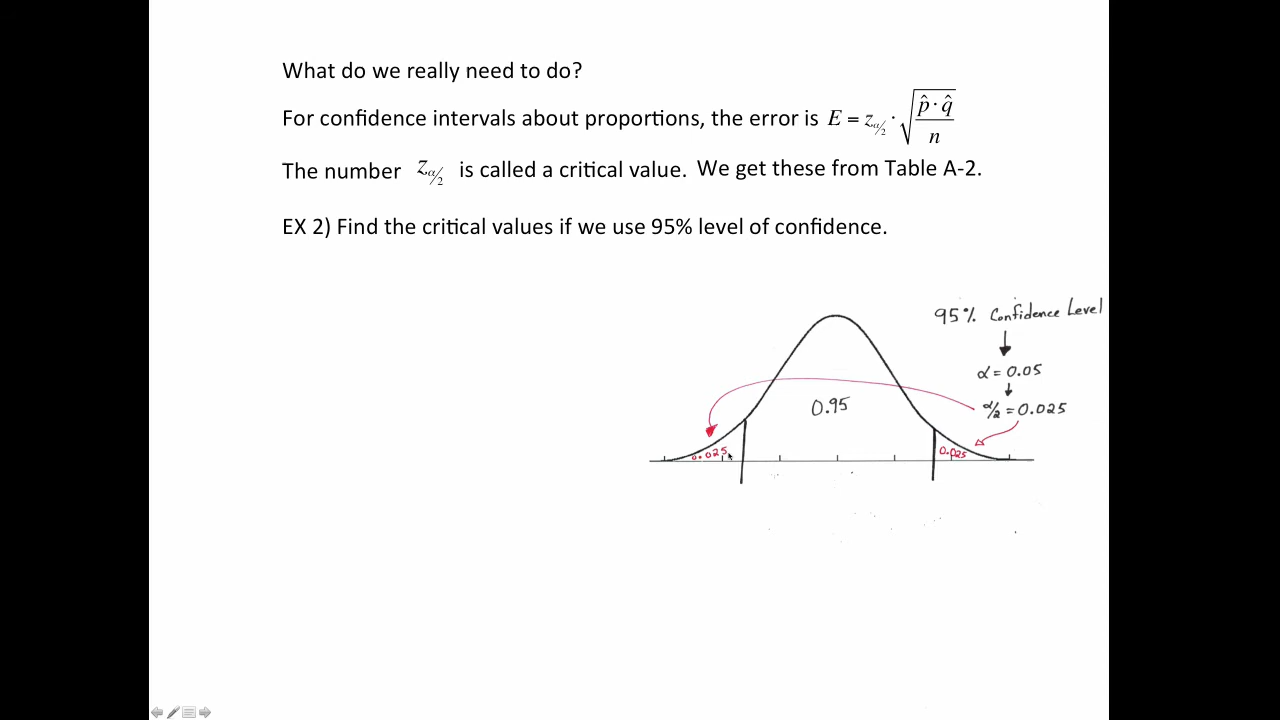 What do we really need to do?
For confidence intervals about proportions, the error is E = z_{α/2} · √(p̂ · q̂ / n)
The number z_{α/2} is called a critical value. We get these from Table A-2.
EX 2) Find the critical values if we use 95% level of confidence.
95% Confidence Level
α = 0.05
α/2 = 0.025
0.95
0.025
0.025